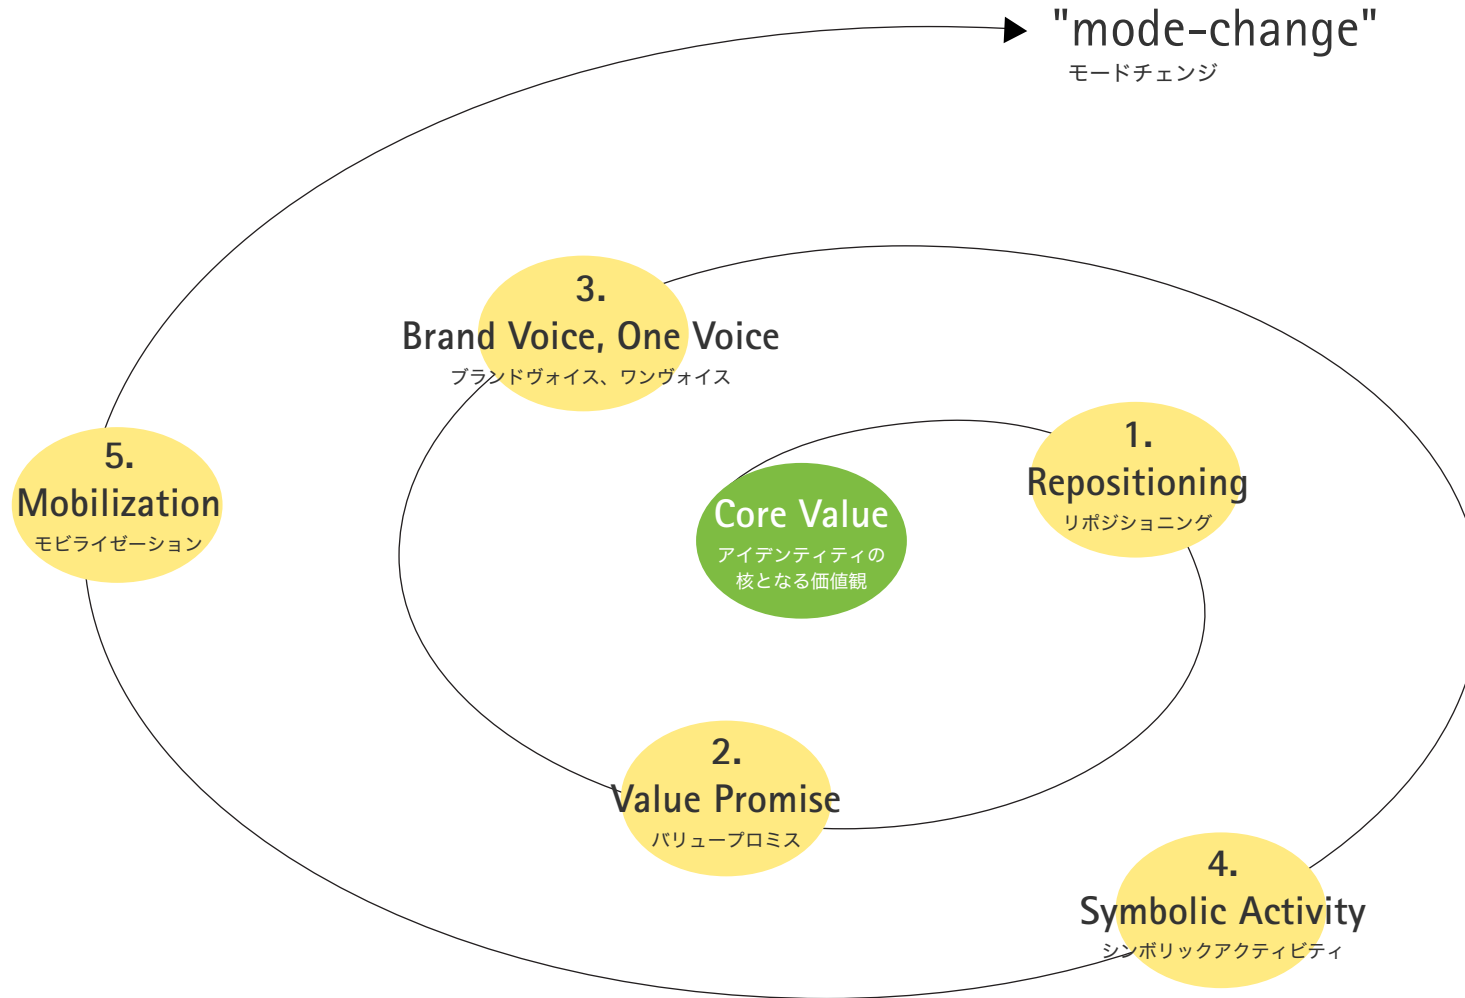 "mode-change"
モードチェンジ
3.
Brand Voice, One Voice
ブランドヴォイス、ワンヴォイス
1.
Repositioning
リポジショニング
5.
Mobilization
モビライゼーション
Core Value
アイデンティティの
核となる価値観
2.
Value Promise
バリュープロミス
4.
Symbolic Activity
シンボリックアクティビティ